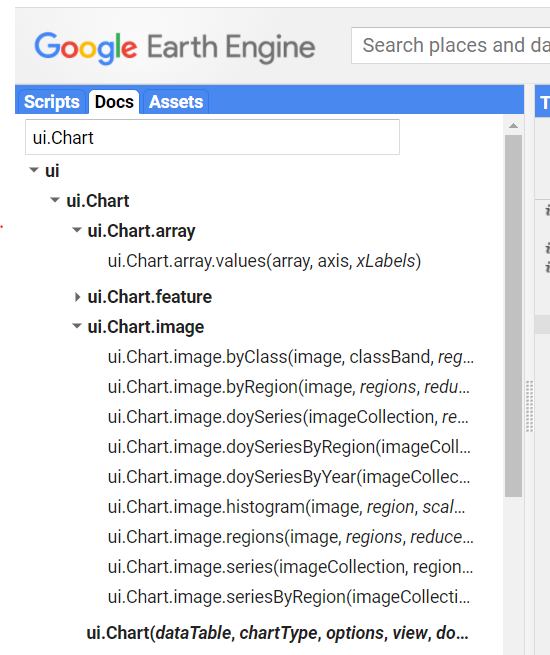 Google Earth Engine
Search places and da
Scripts Docs Assets
T
ui.Chart
ui
ui.Chart
ui.Chart.array
ui.Chart.array.values(array, axis, xLabels)
ui.Chart.feature
ui.Chart.image
ui.Chart.image.byClass(image, classBand, reg...
ui.Chart.image.byRegion(image, regions, redu...
ui.Chart.image.doySeries(imageCollection, re...
ui.Chart.image.doySeriesByRegion(imageColl...
ui.Chart.image.doySeriesByYear(imageCollec...
ui.Chart.image.histogram(image, region, scal...
ui.Chart.image.regions(image, regions, reduce...
ui.Chart.image.series(imageCollection, region...
ui.Chart.image.seriesByRegion(imageCollecti...
ui.Chart(dataTable, chartType, options, view, do...